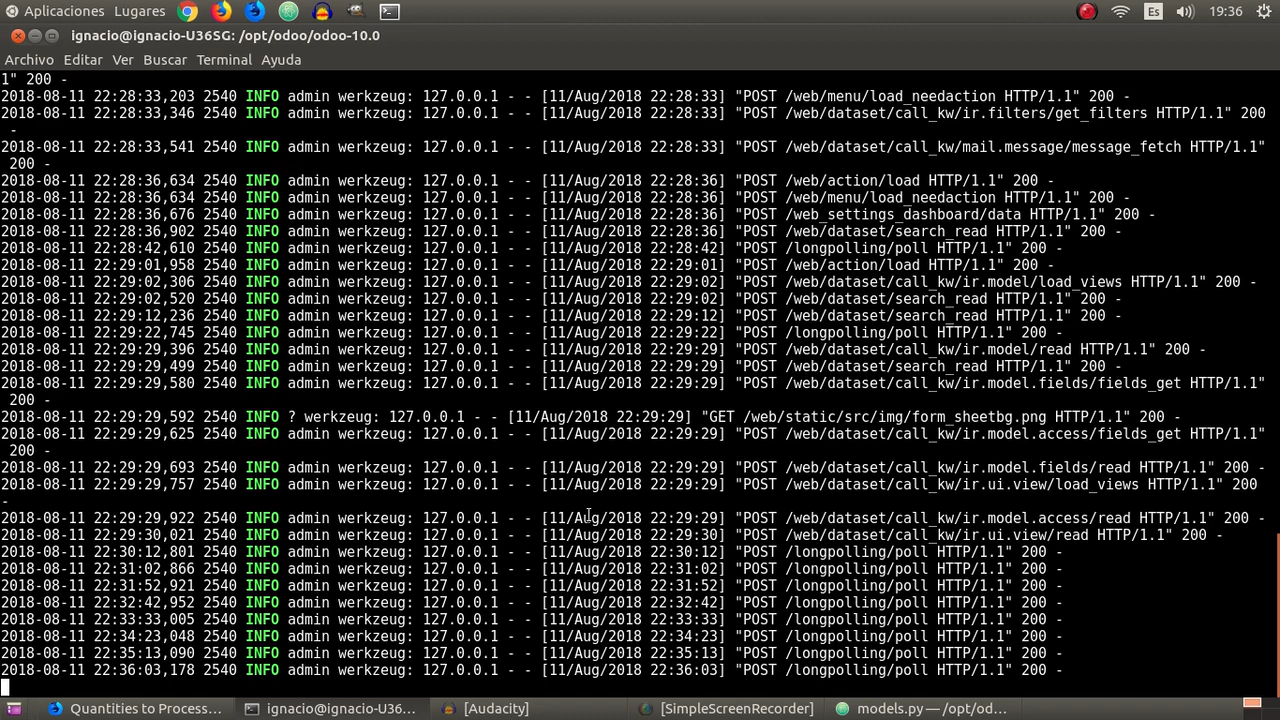 Aplicaciones Lugares Es 19:36
ignacio@ignacio-U36SG: /opt/odoo/odoo-10.0
Archivo Editar Ver Buscar Terminal Ayuda
1" 200 -
2018-08-11 22:28:33,203 2540 INFO admin werkzeug: 127.0.0.1 - - [11/Aug/2018 22:28:33] "POST /web/menu/load_needaction HTTP/1.1" 200 -
2018-08-11 22:28:33,346 2540 INFO admin werkzeug: 127.0.0.1 - - [11/Aug/2018 22:28:33] "POST /web/dataset/call_kw/ir.filters/get_filters HTTP/1.1" 200
-
2018-08-11 22:28:33,541 2540 INFO admin werkzeug: 127.0.0.1 - - [11/Aug/2018 22:28:33] "POST /web/dataset/call_kw/mail.message/message_fetch HTTP/1.1"
200 -
2018-08-11 22:28:36,634 2540 INFO admin werkzeug: 127.0.0.1 - - [11/Aug/2018 22:28:36] "POST /web/action/load HTTP/1.1" 200 -
2018-08-11 22:28:36,634 2540 INFO admin werkzeug: 127.0.0.1 - - [11/Aug/2018 22:28:36] "POST /web/menu/load_needaction HTTP/1.1" 200 -
2018-08-11 22:28:36,676 2540 INFO admin werkzeug: 127.0.0.1 - - [11/Aug/2018 22:28:36] "POST /web_settings_dashboard/data HTTP/1.1" 200 -
2018-08-11 22:28:36,902 2540 INFO admin werkzeug: 127.0.0.1 - - [11/Aug/2018 22:28:36] "POST /web/dataset/search_read HTTP/1.1" 200 -
2018-08-11 22:28:42,610 2540 INFO admin werkzeug: 127.0.0.1 - - [11/Aug/2018 22:28:42] "POST /longpolling/poll HTTP/1.1" 200 -
2018-08-11 22:29:01,958 2540 INFO admin werkzeug: 127.0.0.1 - - [11/Aug/2018 22:29:01] "POST /web/action/load HTTP/1.1" 200 -
2018-08-11 22:29:02,306 2540 INFO admin werkzeug: 127.0.0.1 - - [11/Aug/2018 22:29:02] "POST /web/dataset/call_kw/ir.model/load_views HTTP/1.1" 200 -
2018-08-11 22:29:02,520 2540 INFO admin werkzeug: 127.0.0.1 - - [11/Aug/2018 22:29:02] "POST /web/dataset/search_read HTTP/1.1" 200 -
2018-08-11 22:29:12,236 2540 INFO admin werkzeug: 127.0.0.1 - - [11/Aug/2018 22:29:12] "POST /web/dataset/search_read HTTP/1.1" 200 -
2018-08-11 22:29:22,745 2540 INFO admin werkzeug: 127.0.0.1 - - [11/Aug/2018 22:29:22] "POST /longpolling/poll HTTP/1.1" 200 -
2018-08-11 22:29:29,396 2540 INFO admin werkzeug: 127.0.0.1 - - [11/Aug/2018 22:29:29] "POST /web/dataset/call_kw/ir.model/read HTTP/1.1" 200 -
2018-08-11 22:29:29,499 2540 INFO admin werkzeug: 127.0.0.1 - - [11/Aug/2018 22:29:29] "POST /web/dataset/search_read HTTP/1.1" 200 -
2018-08-11 22:29:29,580 2540 INFO admin werkzeug: 127.0.0.1 - - [11/Aug/2018 22:29:29] "POST /web/dataset/call_kw/ir.model.fields/fields_get HTTP/1.1"
200 -
2018-08-11 22:29:29,592 2540 INFO ? werkzeug: 127.0.0.1 - - [11/Aug/2018 22:29:29] "GET /web/static/src/img/form_sheetbg.png HTTP/1.1" 200 -
2018-08-11 22:29:29,625 2540 INFO admin werkzeug: 127.0.0.1 - - [11/Aug/2018 22:29:29] "POST /web/dataset/call_kw/ir.model.access/fields_get HTTP/1.1"
200 -
2018-08-11 22:29:29,693 2540 INFO admin werkzeug: 127.0.0.1 - - [11/Aug/2018 22:29:29] "POST /web/dataset/call_kw/ir.model.fields/read HTTP/1.1" 200 -
2018-08-11 22:29:29,757 2540 INFO admin werkzeug: 127.0.0.1 - - [11/Aug/2018 22:29:29] "POST /web/dataset/call_kw/ir.ui.view/load_views HTTP/1.1" 200
-
2018-08-11 22:29:29,922 2540 INFO admin werkzeug: 127.0.0.1 - - [11/Aug/2018 22:29:29] "POST /web/dataset/call_kw/ir.model.access/read HTTP/1.1" 200 -
2018-08-11 22:29:30,021 2540 INFO admin werkzeug: 127.0.0.1 - - [11/Aug/2018 22:29:30] "POST /web/dataset/call_kw/ir.ui.view/read HTTP/1.1" 200 -
2018-08-11 22:30:12,801 2540 INFO admin werkzeug: 127.0.0.1 - - [11/Aug/2018 22:30:12] "POST /longpolling/poll HTTP/1.1" 200 -
2018-08-11 22:31:02,866 2540 INFO admin werkzeug: 127.0.0.1 - - [11/Aug/2018 22:31:02] "POST /longpolling/poll HTTP/1.1" 200 -
2018-08-11 22:31:52,921 2540 INFO admin werkzeug: 127.0.0.1 - - [11/Aug/2018 22:31:52] "POST /longpolling/poll HTTP/1.1" 200 -
2018-08-11 22:32:42,952 2540 INFO admin werkzeug: 127.0.0.1 - - [11/Aug/2018 22:32:42] "POST /longpolling/poll HTTP/1.1" 200 -
2018-08-11 22:33:33,005 2540 INFO admin werkzeug: 127.0.0.1 - - [11/Aug/2018 22:33:33] "POST /longpolling/poll HTTP/1.1" 200 -
2018-08-11 22:34:23,048 2540 INFO admin werkzeug: 127.0.0.1 - - [11/Aug/2018 22:34:23] "POST /longpolling/poll HTTP/1.1" 200 -
2018-08-11 22:35:13,090 2540 INFO admin werkzeug: 127.0.0.1 - - [11/Aug/2018 22:35:13] "POST /longpolling/poll HTTP/1.1" 200 -
2018-08-11 22:36:03,178 2540 INFO admin werkzeug: 127.0.0.1 - - [11/Aug/2018 22:36:03] "POST /longpolling/poll HTTP/1.1" 200 -
Quantities to Process... ignacio@ignacio-U36... [Audacity] [SimpleScreenRecorder] models.py — /opt/od...